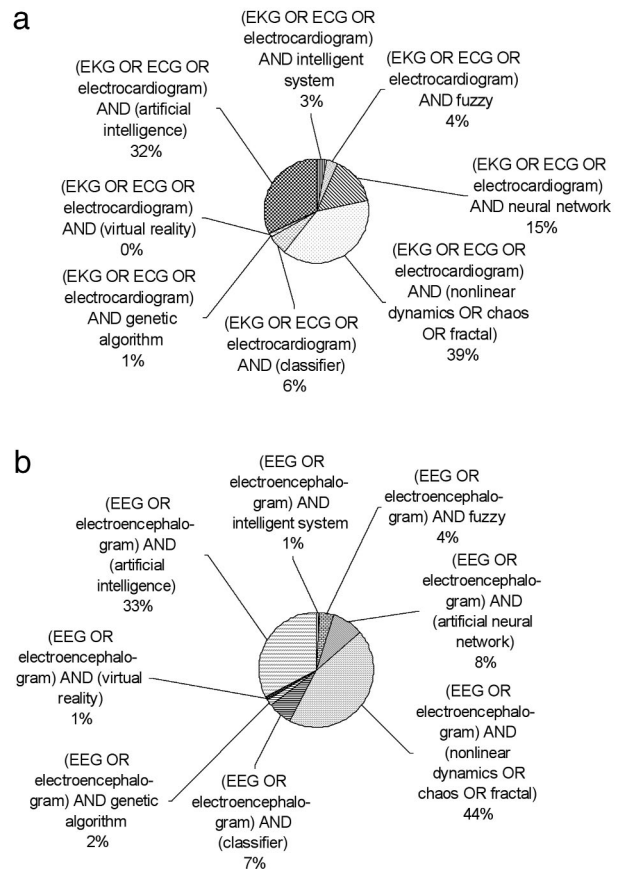 a
(EKG OR ECG OR
electrocardiogram)
AND intelligent
system
3%
(EKG OR ECG OR
electrocardiogram)
AND fuzzy
4%
(EKG OR ECG OR
electrocardiogram)
AND neural network
15%
(EKG OR ECG OR
electrocardiogram)
AND (nonlinear
dynamics OR chaos
OR fractal)
39%
(EKG OR ECG OR
electrocardiogram)
AND (classifier)
6%
(EKG OR ECG OR
electrocardiogram)
AND genetic
algorithm
1%
(EKG OR ECG OR
electrocardiogram)
AND (virtual reality)
0%
(EKG OR ECG OR
electrocardiogram)
AND (artificial
intelligence)
32%
b
(EEG OR
electroencephalo-
gram) AND
intelligent system
1%
(EEG OR
electroencephalo-
gram) AND fuzzy
4%
(EEG OR
electroencephalo-
gram) AND
(artificial neural
network)
8%
(EEG OR
electroencephalo-
gram) AND
(nonlinear
dynamics OR
chaos OR fractal)
44%
(EEG OR
electroencephalo-
gram) AND
(classifier)
7%
(EEG OR
electroencephalo-
gram) AND genetic
algorithm
2%
(EEG OR
electroencephalo-
gram) AND (virtual
reality)
1%
(EEG OR
electroencephalo-
gram) AND
(artificial
intelligence)
33%